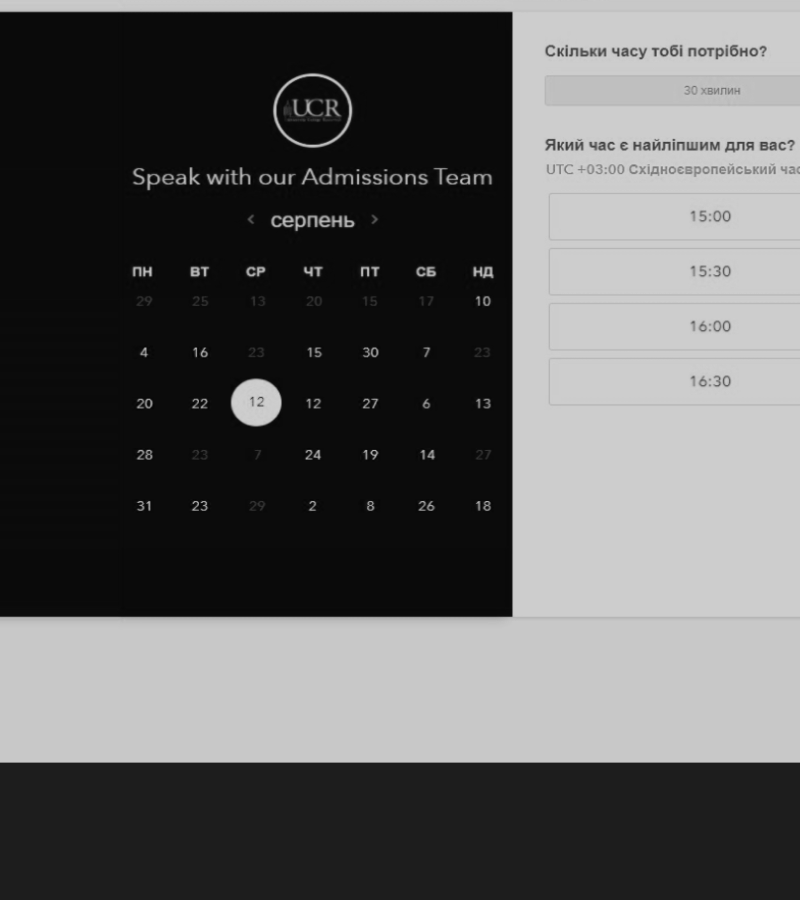 UCR
Speak with our Admissions Team
< серпень >
ПН ВТ СР ЧТ ПТ СБ НД
29 25 13 20 15 17 10
4 16 23 15 30 7 23
20 22 12 12 27 6 13
28 23 7 24 19 14 27
31 23 29 2 8 26 18
Скільки часу тобі потрібно?
30 хвилин
Який час є найліпшим для вас?
UTC +03:00 Східноєвропейський час
15:00
15:30
16:00
16:30